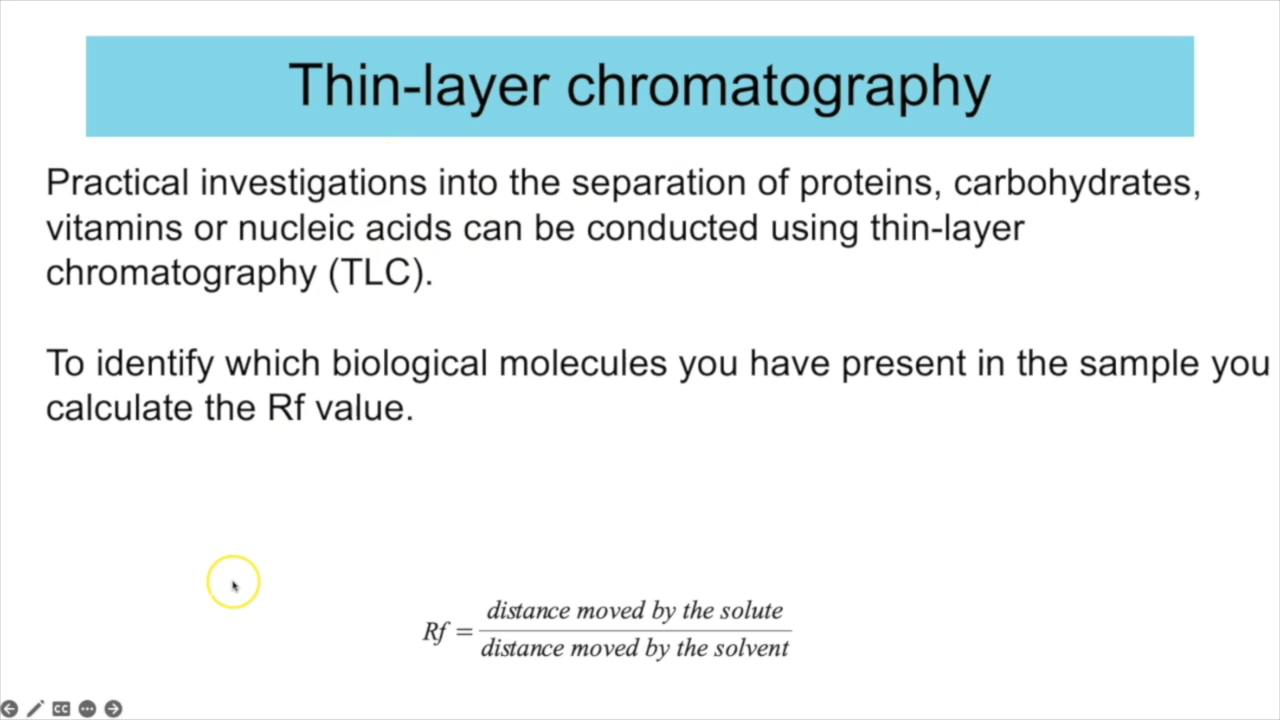 Thin-layer chromatography
Practical investigations into the separation of proteins, carbohydrates,
vitamins or nucleic acids can be conducted using thin-layer
chromatography (TLC).
To identify which biological molecules you have present in the sample you
calculate the Rf value.
Rf = distance moved by the solute
distance moved by the solvent
CC